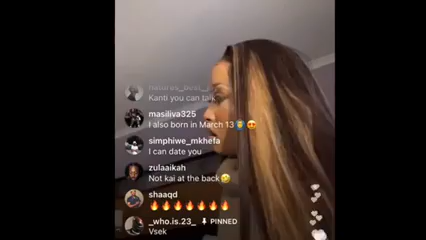 Kanti you can talk
masiliva325
I also born in March 13🤷‍♂️😍
simphiwe_mkhefa
I can date you
zulaaikah
Not kai at the back🤣
shaaqd
🔥🔥🔥🔥🔥🔥🔥
_who.is.23_ 📌 PINNED
Vsek